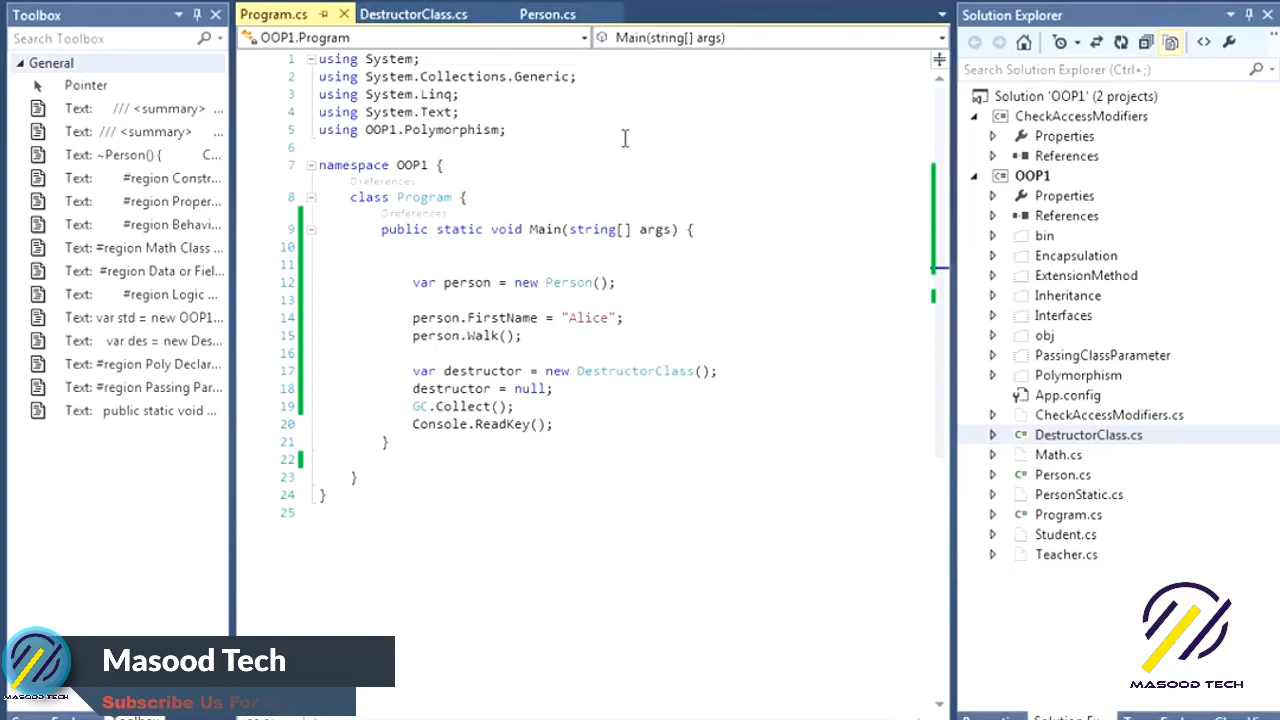 Toolbox
Search Toolbox
General
Pointer
Text: /// <summary> ...
Text: /// <summary> ...
Text: ~Person() { C...
Text: #region Constr...
Text: #region Proper...
Text: #region Behavi...
Text: #region Math Class ...
Text: #region Data or Fiel...
Text: #region Logic ...
Text: var std = new OOP1...
Text: var des = new Des...
Text: #region Poly Declar...
Text: #region Passing Par...
Text: public static void ...
Program.cs DestructorClass.cs Person.cs
OOP1.Program Main(string[] args)
1 using System;
2 using System.Collections.Generic;
3 using System.Linq;
4 using System.Text;
5 using OOP1.Polymorphism;
6
7 namespace OOP1 {
0 references
8 class Program {
0 references
9 public static void Main(string[] args) {
10
11
12 var person = new Person();
13
14 person.FirstName = "Alice";
15 person.Walk();
16
17 var destructor = new DestructorClass();
18 destructor = null;
19 GC.Collect();
20 Console.ReadKey();
21 }
22
23 }
24 }
25
Solution Explorer
Search Solution Explorer (Ctrl+;)
Solution 'OOP1' (2 projects)
CheckAccessModifiers
Properties
References
OOP1
Properties
References
bin
Encapsulation
ExtensionMethod
Inheritance
Interfaces
obj
PassingClassParameter
Polymorphism
App.config
CheckAccessModifiers.cs
DestructorClass.cs
Math.cs
Person.cs
PersonStatic.cs
Program.cs
Student.cs
Teacher.cs
Masood Tech
Subscribe Us For
MASOOD TECH
MASOOD TECH